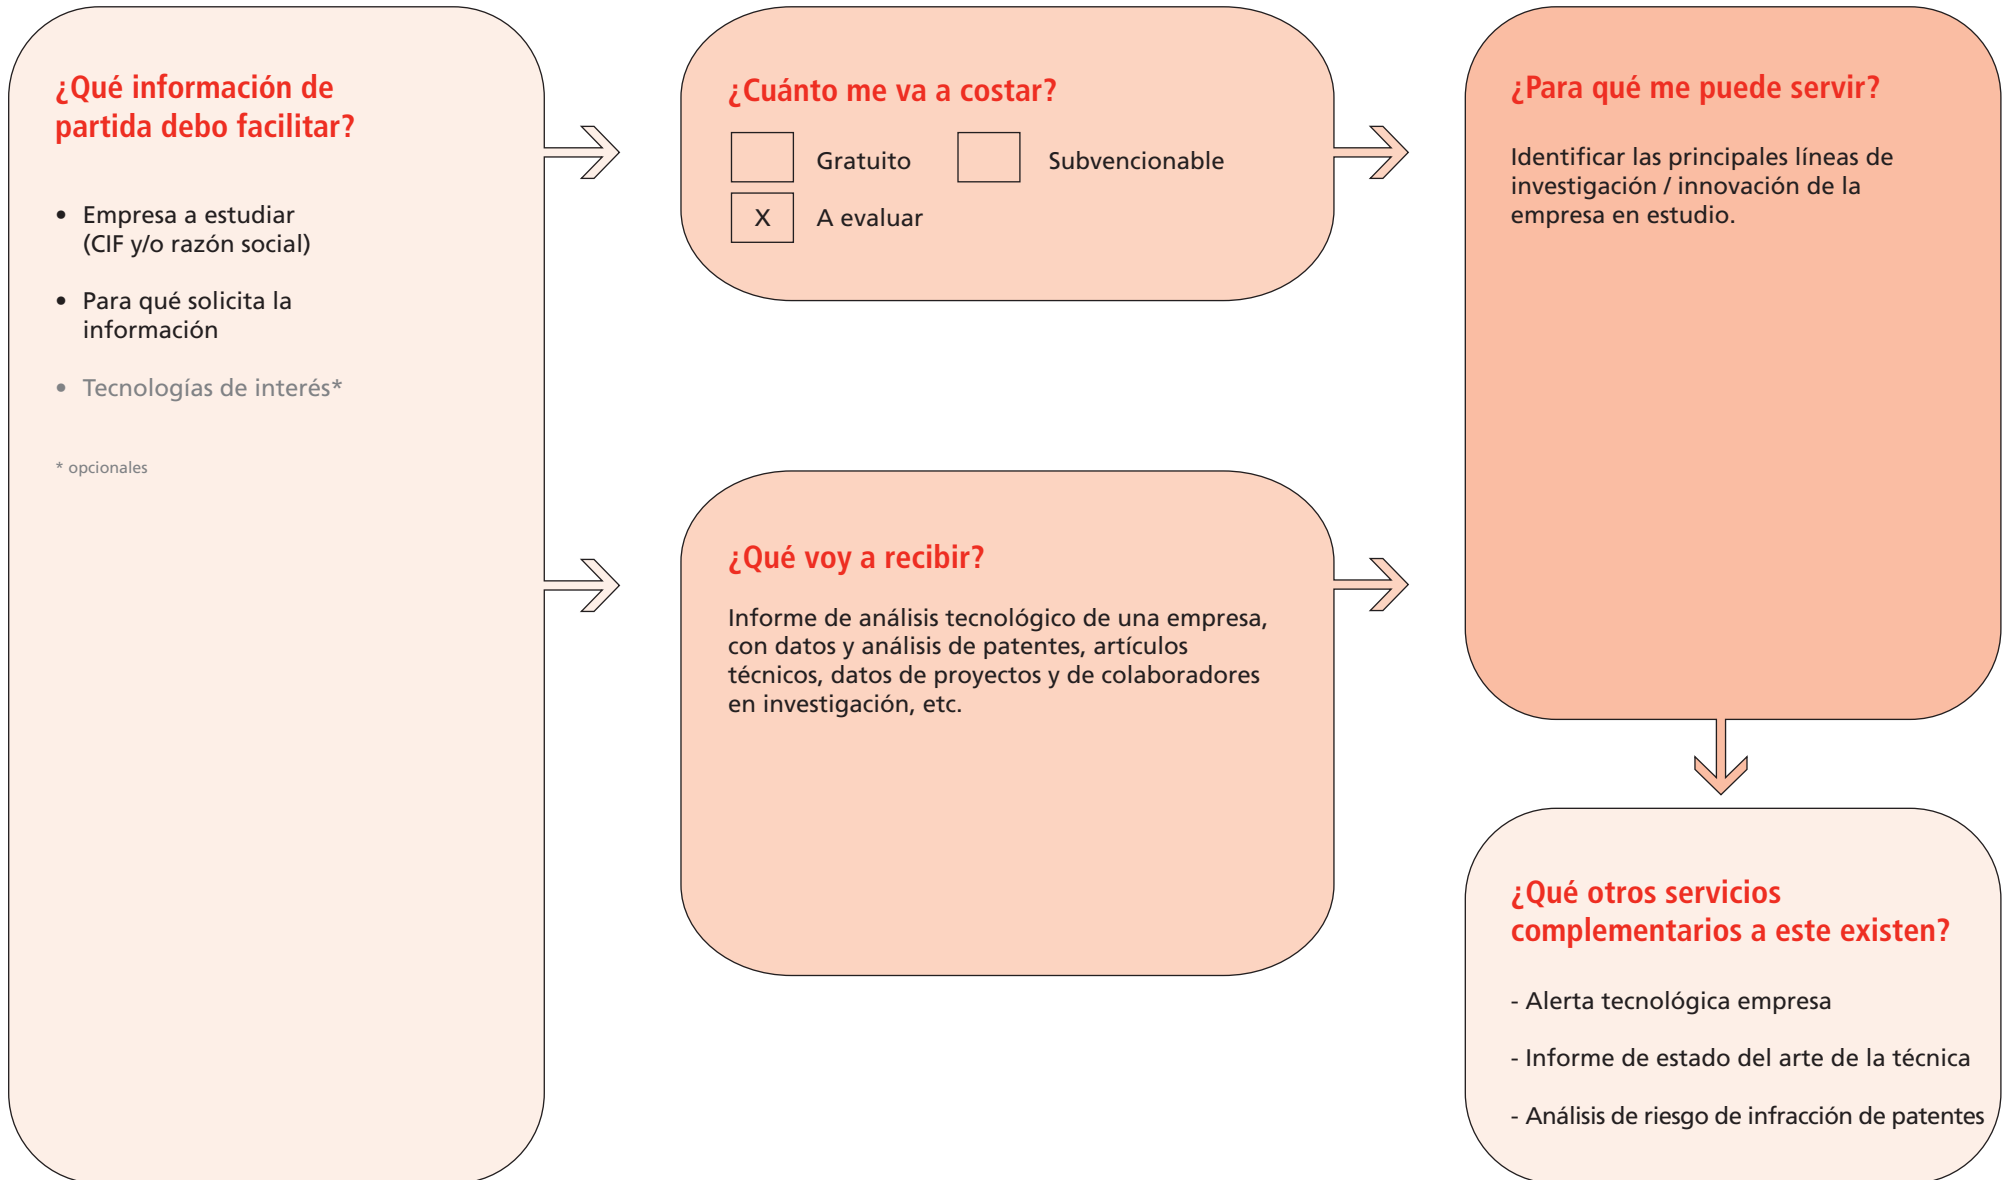 ¿Qué información de
partida debo facilitar?
• Empresa a estudiar
(CIF y/o razón social)
• Para qué solicita la
información
• Tecnologías de interés*
* opcionales
¿Cuánto me va a costar?
Gratuito
Subvencionable
X A evaluar
¿Qué voy a recibir?
Informe de análisis tecnológico de una empresa,
con datos y análisis de patentes, artículos
técnicos, datos de proyectos y de colaboradores
en investigación, etc.
¿Para qué me puede servir?
Identificar las principales líneas de
investigación / innovación de la
empresa en estudio.
¿Qué otros servicios
complementarios a este existen?
- Alerta tecnológica empresa
- Informe de estado del arte de la técnica
- Análisis de riesgo de infracción de patentes